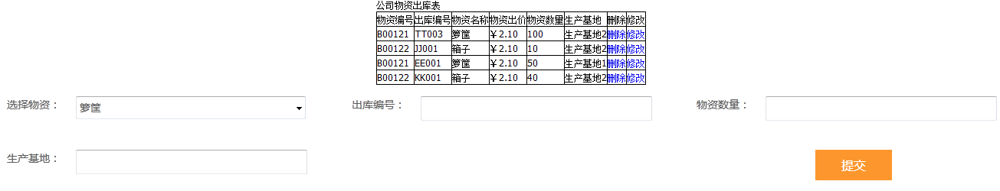 公司物资出库表
物资编号 出库编号 物资名称 物资出价 物资数量 生产基地 删除 修改
B00121 TT003 箩筐 ￥2.10 100 生产基地2 删除 修改
B00122 JJ001 箱子 ￥2.10 10 生产基地2 删除 修改
B00121 EE001 箩筐 ￥2.10 50 生产基地1 删除 修改
B00122 KK001 箱子 ￥2.10 40 生产基地2 删除 修改
选择物资： 箩筐 出库编号： 物资数量：
生产基地： 提交